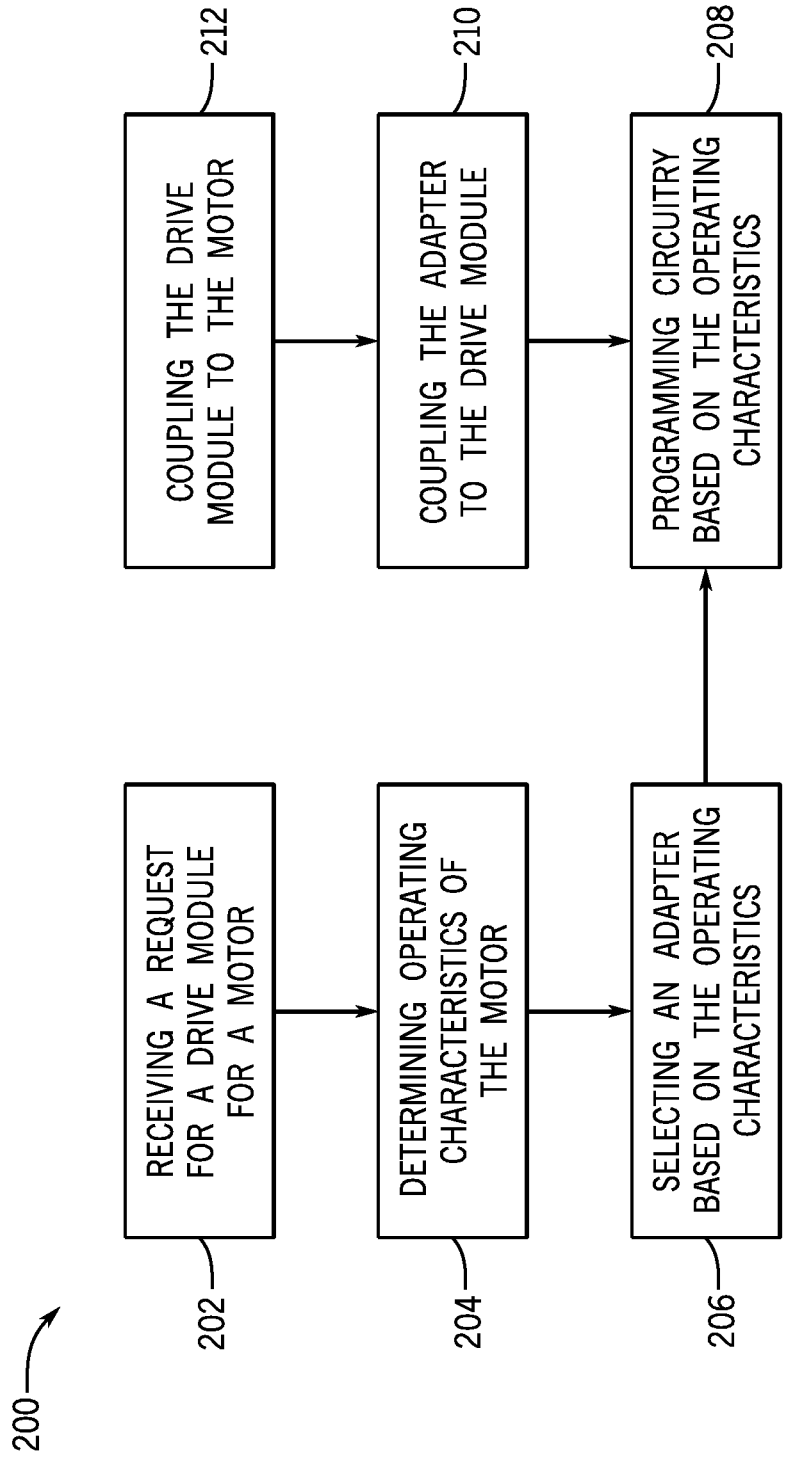 200
202
RECEIVING A REQUEST
FOR A DRIVE MODULE
FOR A MOTOR
204
DETERMINING OPERATING
CHARACTERISTICS OF
THE MOTOR
206
SELECTING AN ADAPTER
BASED ON THE OPERATING
CHARACTERISTICS
212
COUPLING THE DRIVE
MODULE TO THE MOTOR
210
COUPLING THE ADAPTER
TO THE DRIVE MODULE
208
PROGRAMMING CIRCUITRY
BASED ON THE OPERATING
CHARACTERISTICS